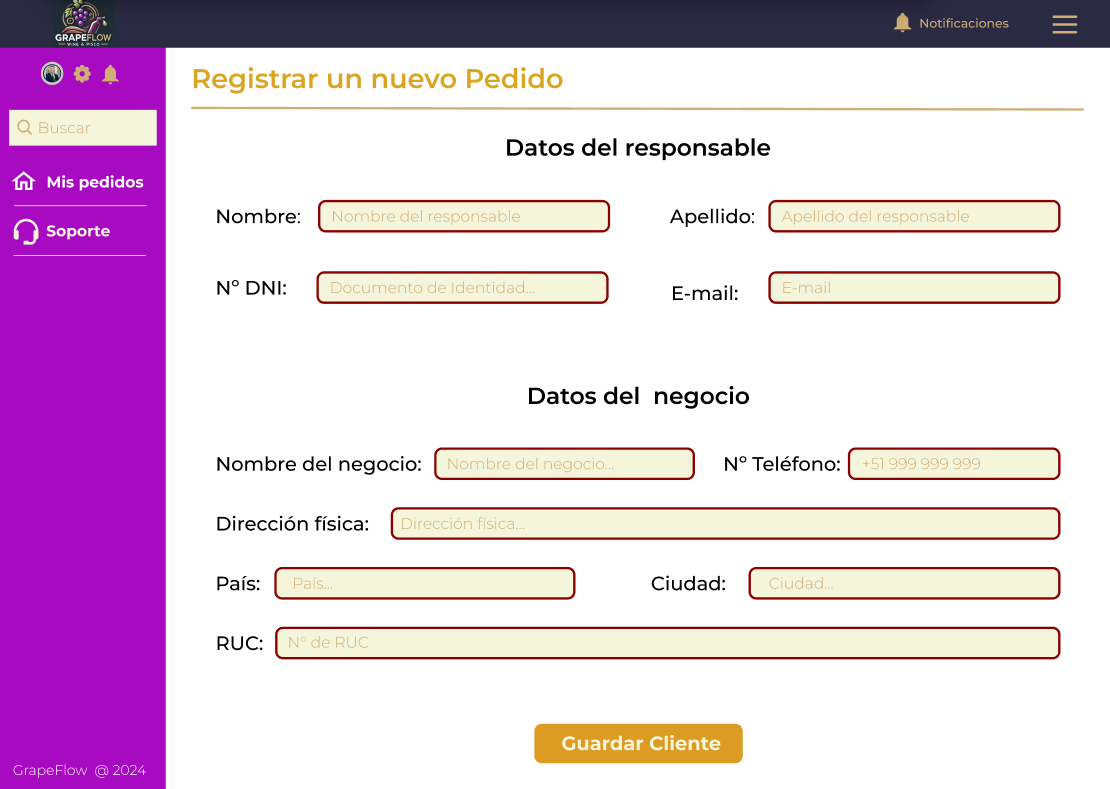 GRAPEFLOW
WINE & PISCO
Notificaciones
Buscar
Mis pedidos
Soporte
GrapeFlow @ 2024
Registrar un nuevo Pedido
Datos del responsable
Nombre: Nombre del responsable
Apellido: Apellido del responsable
Nº DNI: Documento de Identidad...
E-mail: E-mail
Datos del negocio
Nombre del negocio: Nombre del negocio...
Nº Teléfono: +51 999 999 999
Dirección física: Dirección física...
País: País...
Ciudad: Ciudad...
RUC: N° de RUC
Guardar Cliente